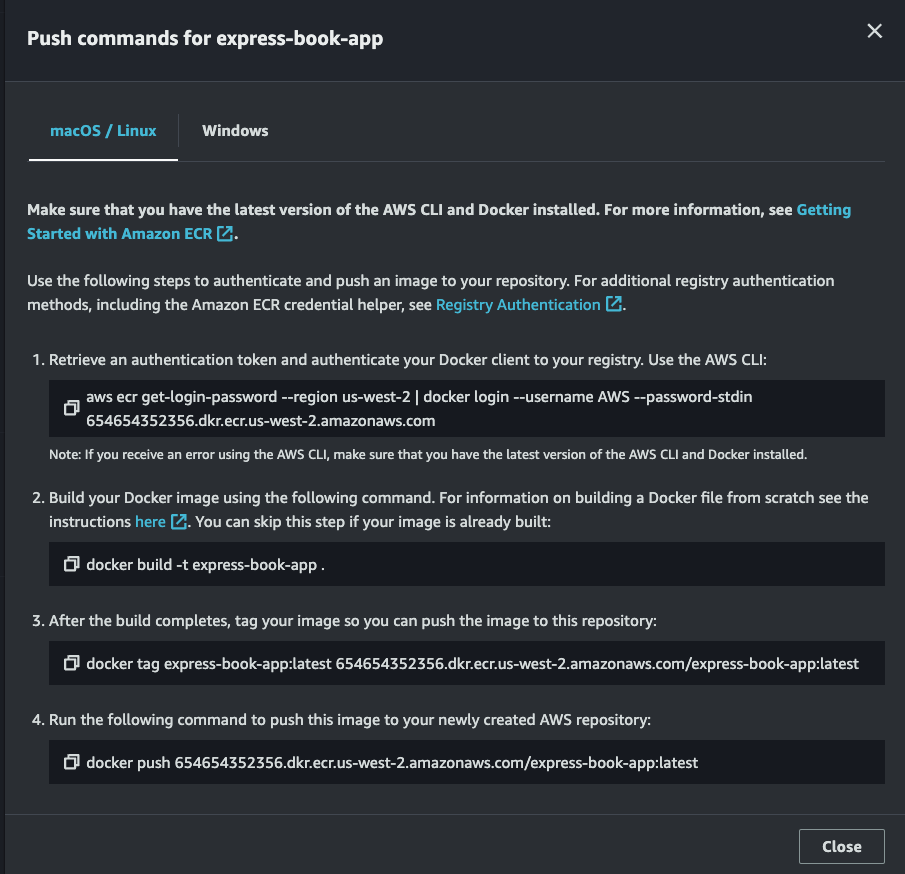 Push commands for express-book-app
macOS / Linux
Windows
Make sure that you have the latest version of the AWS CLI and Docker installed. For more information, see Getting
Started with Amazon ECR.
Use the following steps to authenticate and push an image to your repository. For additional registry authentication
methods, including the Amazon ECR credential helper, see Registry Authentication.
1. Retrieve an authentication token and authenticate your Docker client to your registry. Use the AWS CLI:
aws ecr get-login-password --region us-west-2 | docker login --username AWS --password-stdin
654654352356.dkr.ecr.us-west-2.amazonaws.com
Note: If you receive an error using the AWS CLI, make sure that you have the latest version of the AWS CLI and Docker installed.
2. Build your Docker image using the following command. For information on building a Docker file from scratch see the
instructions here. You can skip this step if your image is already built:
docker build -t express-book-app .
3. After the build completes, tag your image so you can push the image to this repository:
docker tag express-book-app:latest 654654352356.dkr.ecr.us-west-2.amazonaws.com/express-book-app:latest
4. Run the following command to push this image to your newly created AWS repository:
docker push 654654352356.dkr.ecr.us-west-2.amazonaws.com/express-book-app:latest
Close